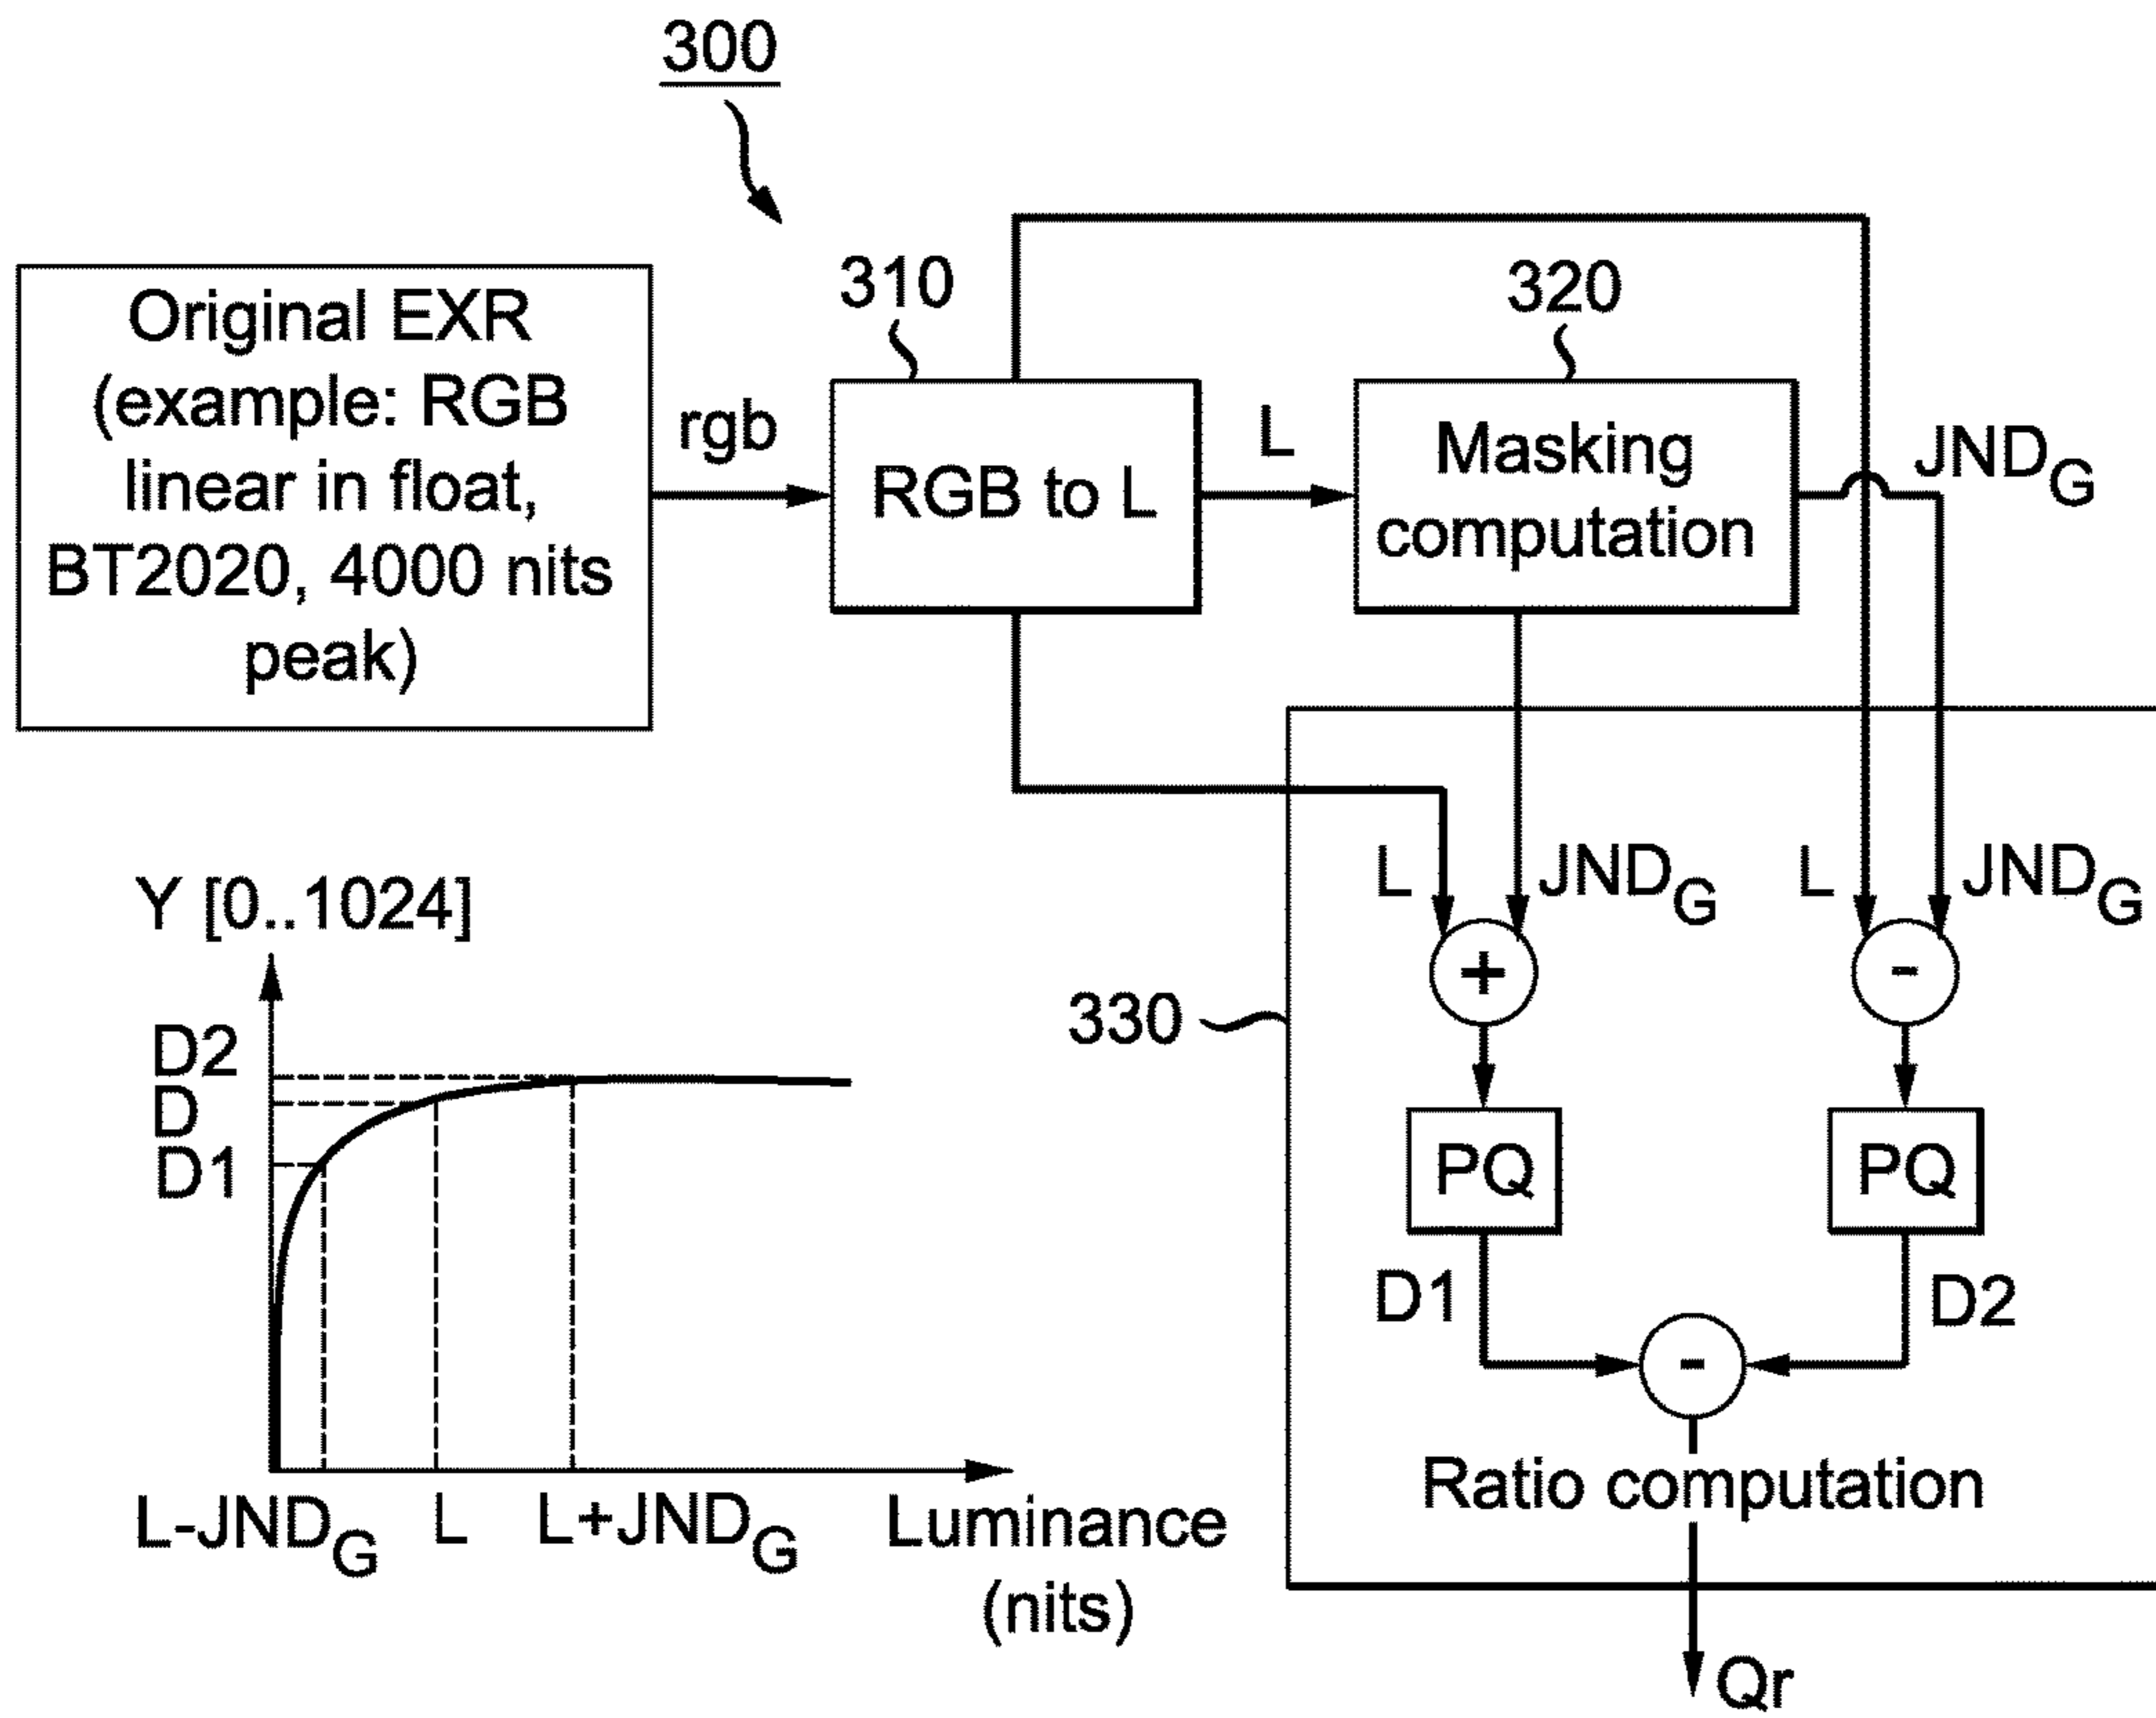 300
Original EXR
(example: RGB
linear in float,
BT2020, 4000 nits
peak)
rgb
310
RGB to L
L
320
Masking
computation
JNDG
330
L
JNDG
L
JNDG
+
-
PQ
PQ
D1
D2
-
Ratio computation
Qr
Y [0..1024]
D2
D
D1
L-JNDG
L
L+JNDG
Luminance
(nits)